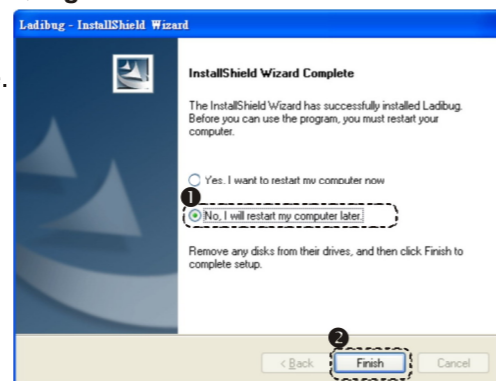 Ladibug - InstallShield Wizard
InstallShield Wizard Complete
The InstallShield Wizard has successfully installed Ladibug.
Before you can use the program, you must restart your
computer.
Yes, I want to restart my computer now
1
No, I will restart my computer later.
Remove any disks from their drives, and then click Finish to
complete setup.
2
< Back
Finish
Cancel